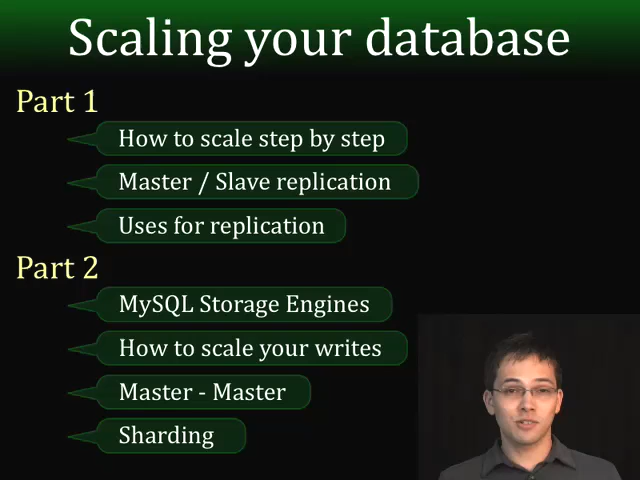 Scaling your database
Part 1
How to scale step by step
Master / Slave replication
Uses for replication
Part 2
MySQL Storage Engines
How to scale your writes
Master - Master
Sharding